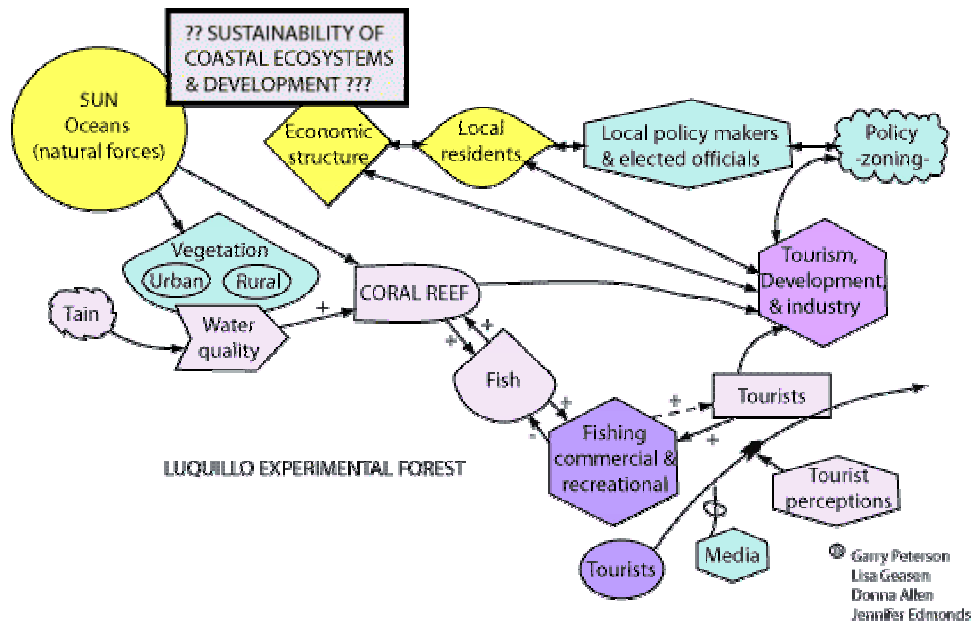 ?? SUSTAINABILITY OF
COASTAL ECOSYSTEMS
& DEVELOPMENT ???
SUN
Oceans
(natural forces)
Economic
structure
Local
residents
Local policy makers
& elected officials
Policy
-zoning-
Vegetation
Urban
Rural
Tain
Water
quality
+
CORAL REEF
+
+
Fish
+
-
Tourism,
Development,
& industry
Fishing
commercial &
recreational
+
+
Tourists
LUQUILLO EXPERIMENTAL FOREST
Tourist
perceptions
Tourists
Media
Garry Peterson
Lisa Geasen
Donna Allen
Jennifer Edmonds